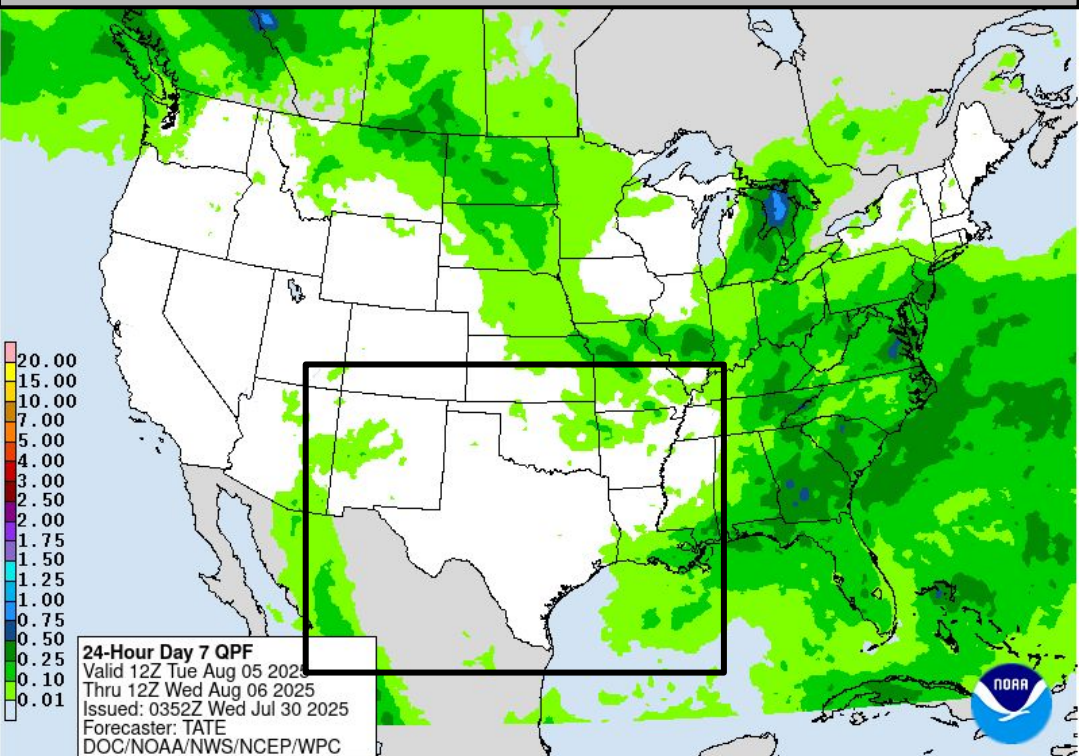 20.00
15.00
10.00
7.00
5.00
4.00
3.00
2.50
2.00
1.75
1.50
1.25
1.00
0.75
0.50
0.25
0.10
0.01
24-Hour Day 7 QPF
Valid 12Z Tue Aug 05 2025
Thru 12Z Wed Aug 06 2025
Issued: 0352Z Wed Jul 30 2025
Forecaster: TATE
DOC/NOAA/NWS/NCEP/WPC
NOAA